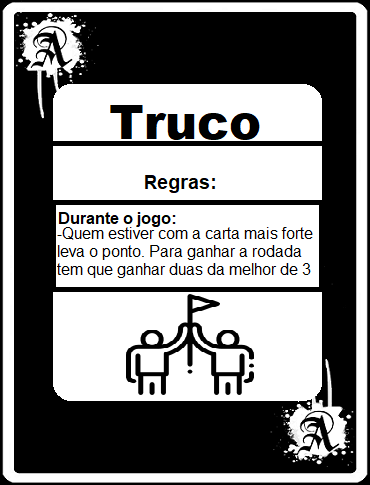 A
Truco
Regras:
Durante o jogo:
-Quem estiver com a carta mais forte
leva o ponto. Para ganhar a rodada
tem que ganhar duas da melhor de 3
A